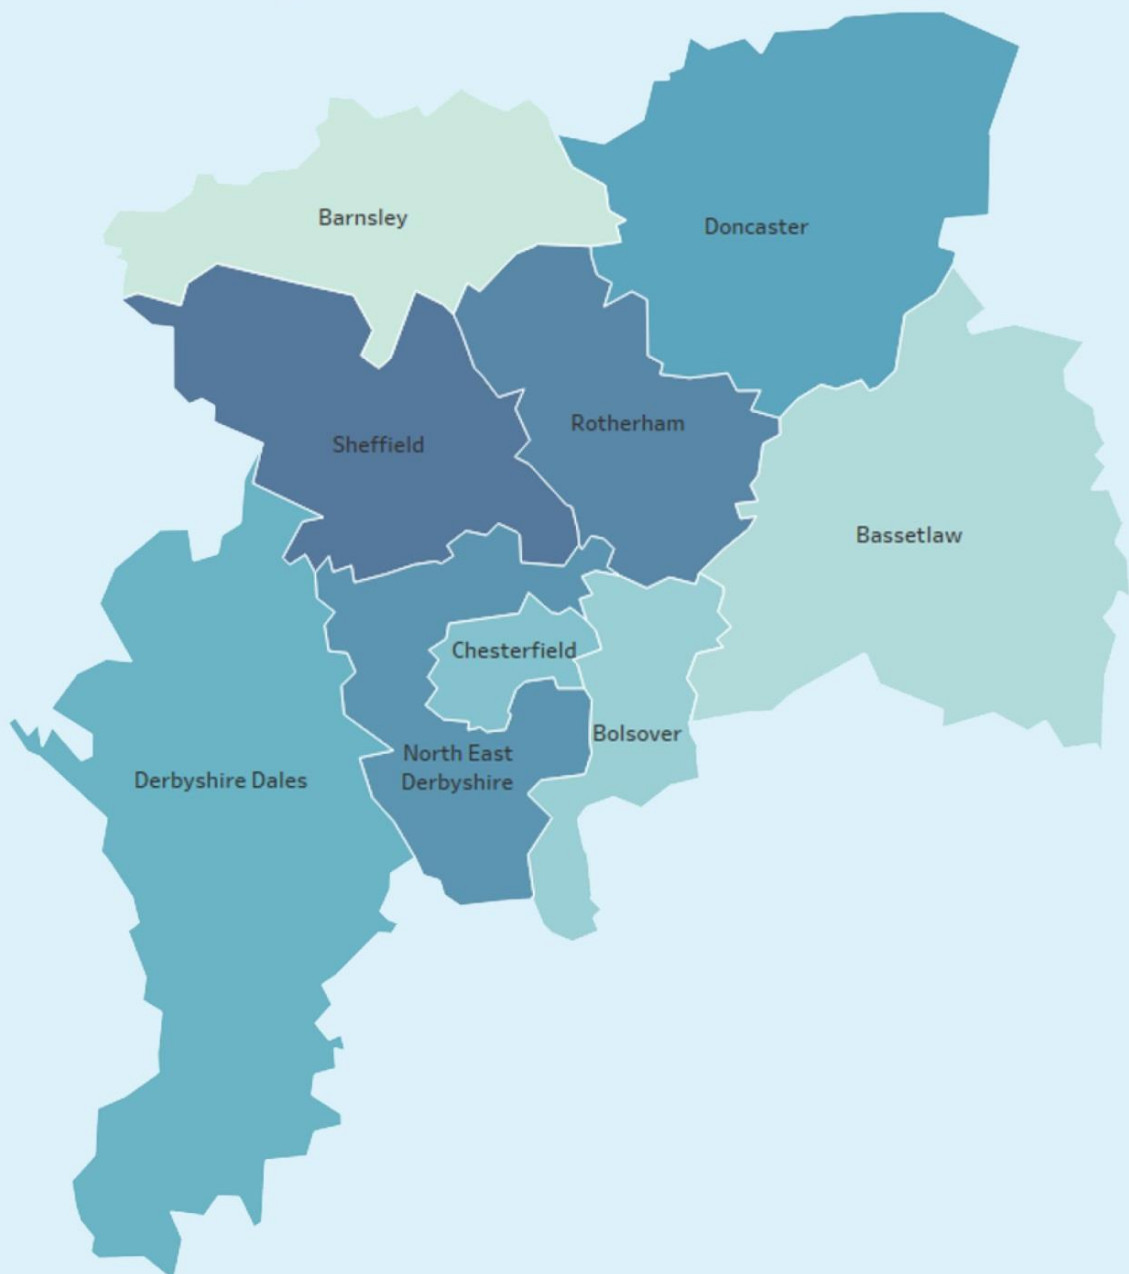 Barnsley
Doncaster
Rotherham
Sheffield
Bassetlaw
Chesterfield
Bolsover
North East
Derbyshire
Derbyshire Dales